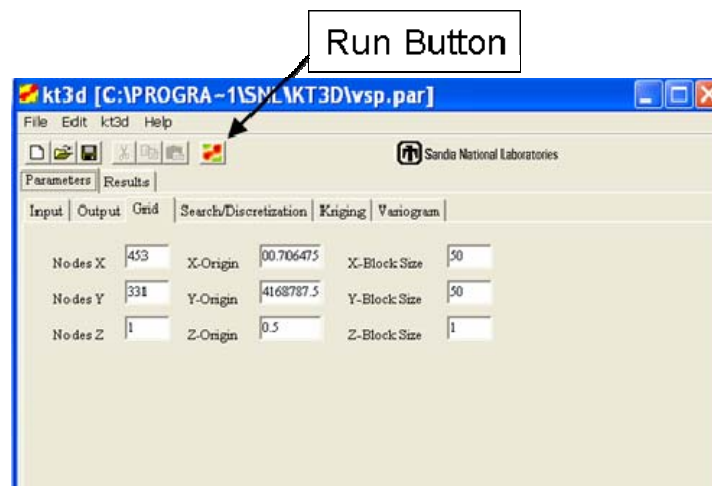 Run Button
kt3d [C:\PROGRA~1\SNL\KT3D\vsp.par]
File Edit kt3d Help
Sandia National Laboratories
Parameters Results
Input Output Grid Search/Discretization Kriging Variogram
Nodes X 453 X-Origin 00.706475 X-Block Size 50
Nodes Y 331 Y-Origin 4168787.5 Y-Block Size 50
Nodes Z 1 Z-Origin 0.5 Z-Block Size 1